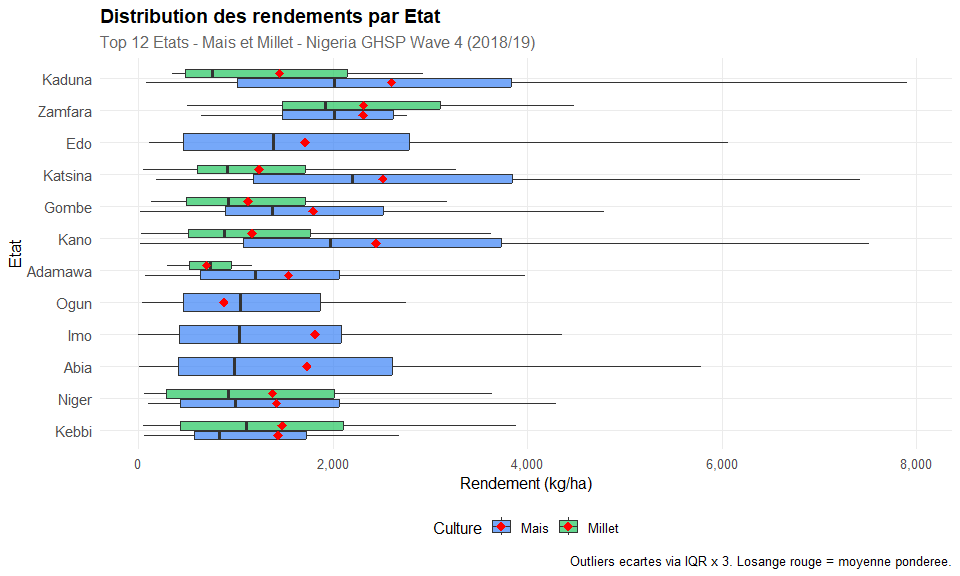 Distribution des rendements par Etat
Top 12 Etats - Mais et Millet - Nigeria GHSP Wave 4 (2018/19)
Etat
Kaduna
Zamfara
Edo
Katsina
Gombe
Kano
Adamawa
Ogun
Imo
Abia
Niger
Kebbi
0 2,000 4,000 6,000 8,000
Rendement (kg/ha)
Culture Mais Millet
Outliers ecartes via IQR x 3. Losange rouge = moyenne ponderee.